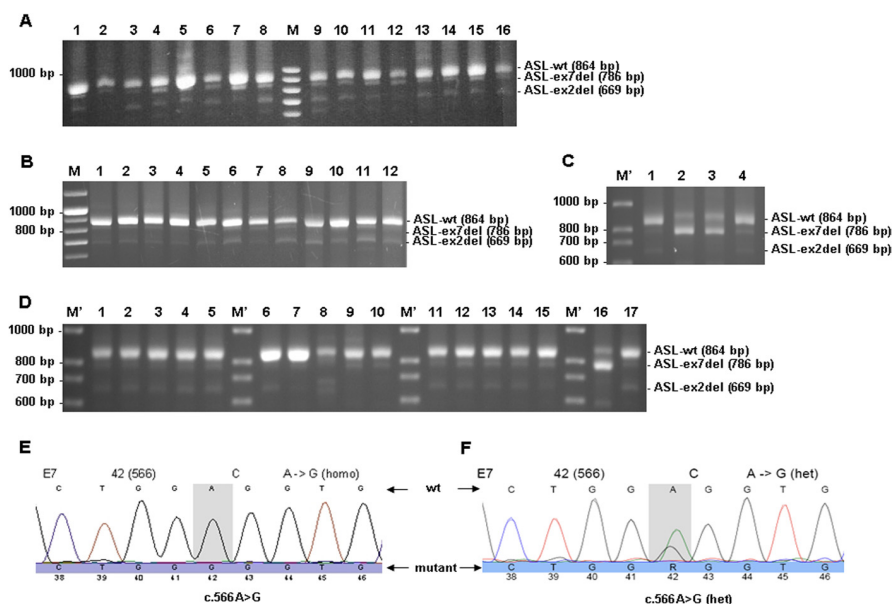 A
1 2 3 4 5 6 7 8 M 9 10 11 12 13 14 15 16
1000 bp
ASL-wt (864 bp)
ASL-ex7del (786 bp)
ASL-ex2del (669 bp)
B
M 1 2 3 4 5 6 7 8 9 10 11 12
1000 bp
800 bp
ASL-wt (864 bp)
ASL-ex7del (786 bp)
ASL-ex2del (669 bp)
C
M' 1 2 3 4
1000 bp
800 bp
700 bp
600 bp
ASL-wt (864 bp)
ASL-ex7del (786 bp)
ASL-ex2del (669 bp)
D
M' 1 2 3 4 5 M' 6 7 8 9 10 M' 11 12 13 14 15 M' 16 17
1000 bp
800 bp
700 bp
600 bp
ASL-wt (864 bp)
ASL-ex7del (786 bp)
ASL-ex2del (669 bp)
E
E7 42 (566) C A -> G (homo)
C T G G A G G T G
C T G G G G G T G
38 39 40 41 42 43 44 45 46
c.566A>G
wt
mutant
F
E7 42 (566) C A -> G (het)
C T G G A G G T G
C T G G R G G T G
38 39 40 41 42 43 44 45 46
c.566A>G (het)